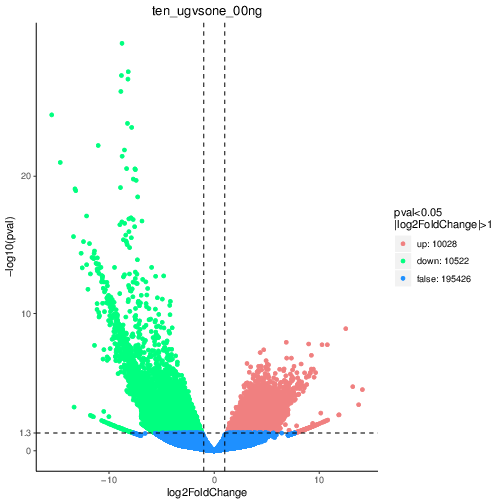 ten_ugvsone_00ng
−log10(pval)
20
10
1.3
0
−10
0
10
log2FoldChange
pval<0.05
|log2FoldChange|>1
up: 10028
down: 10522
false: 195426